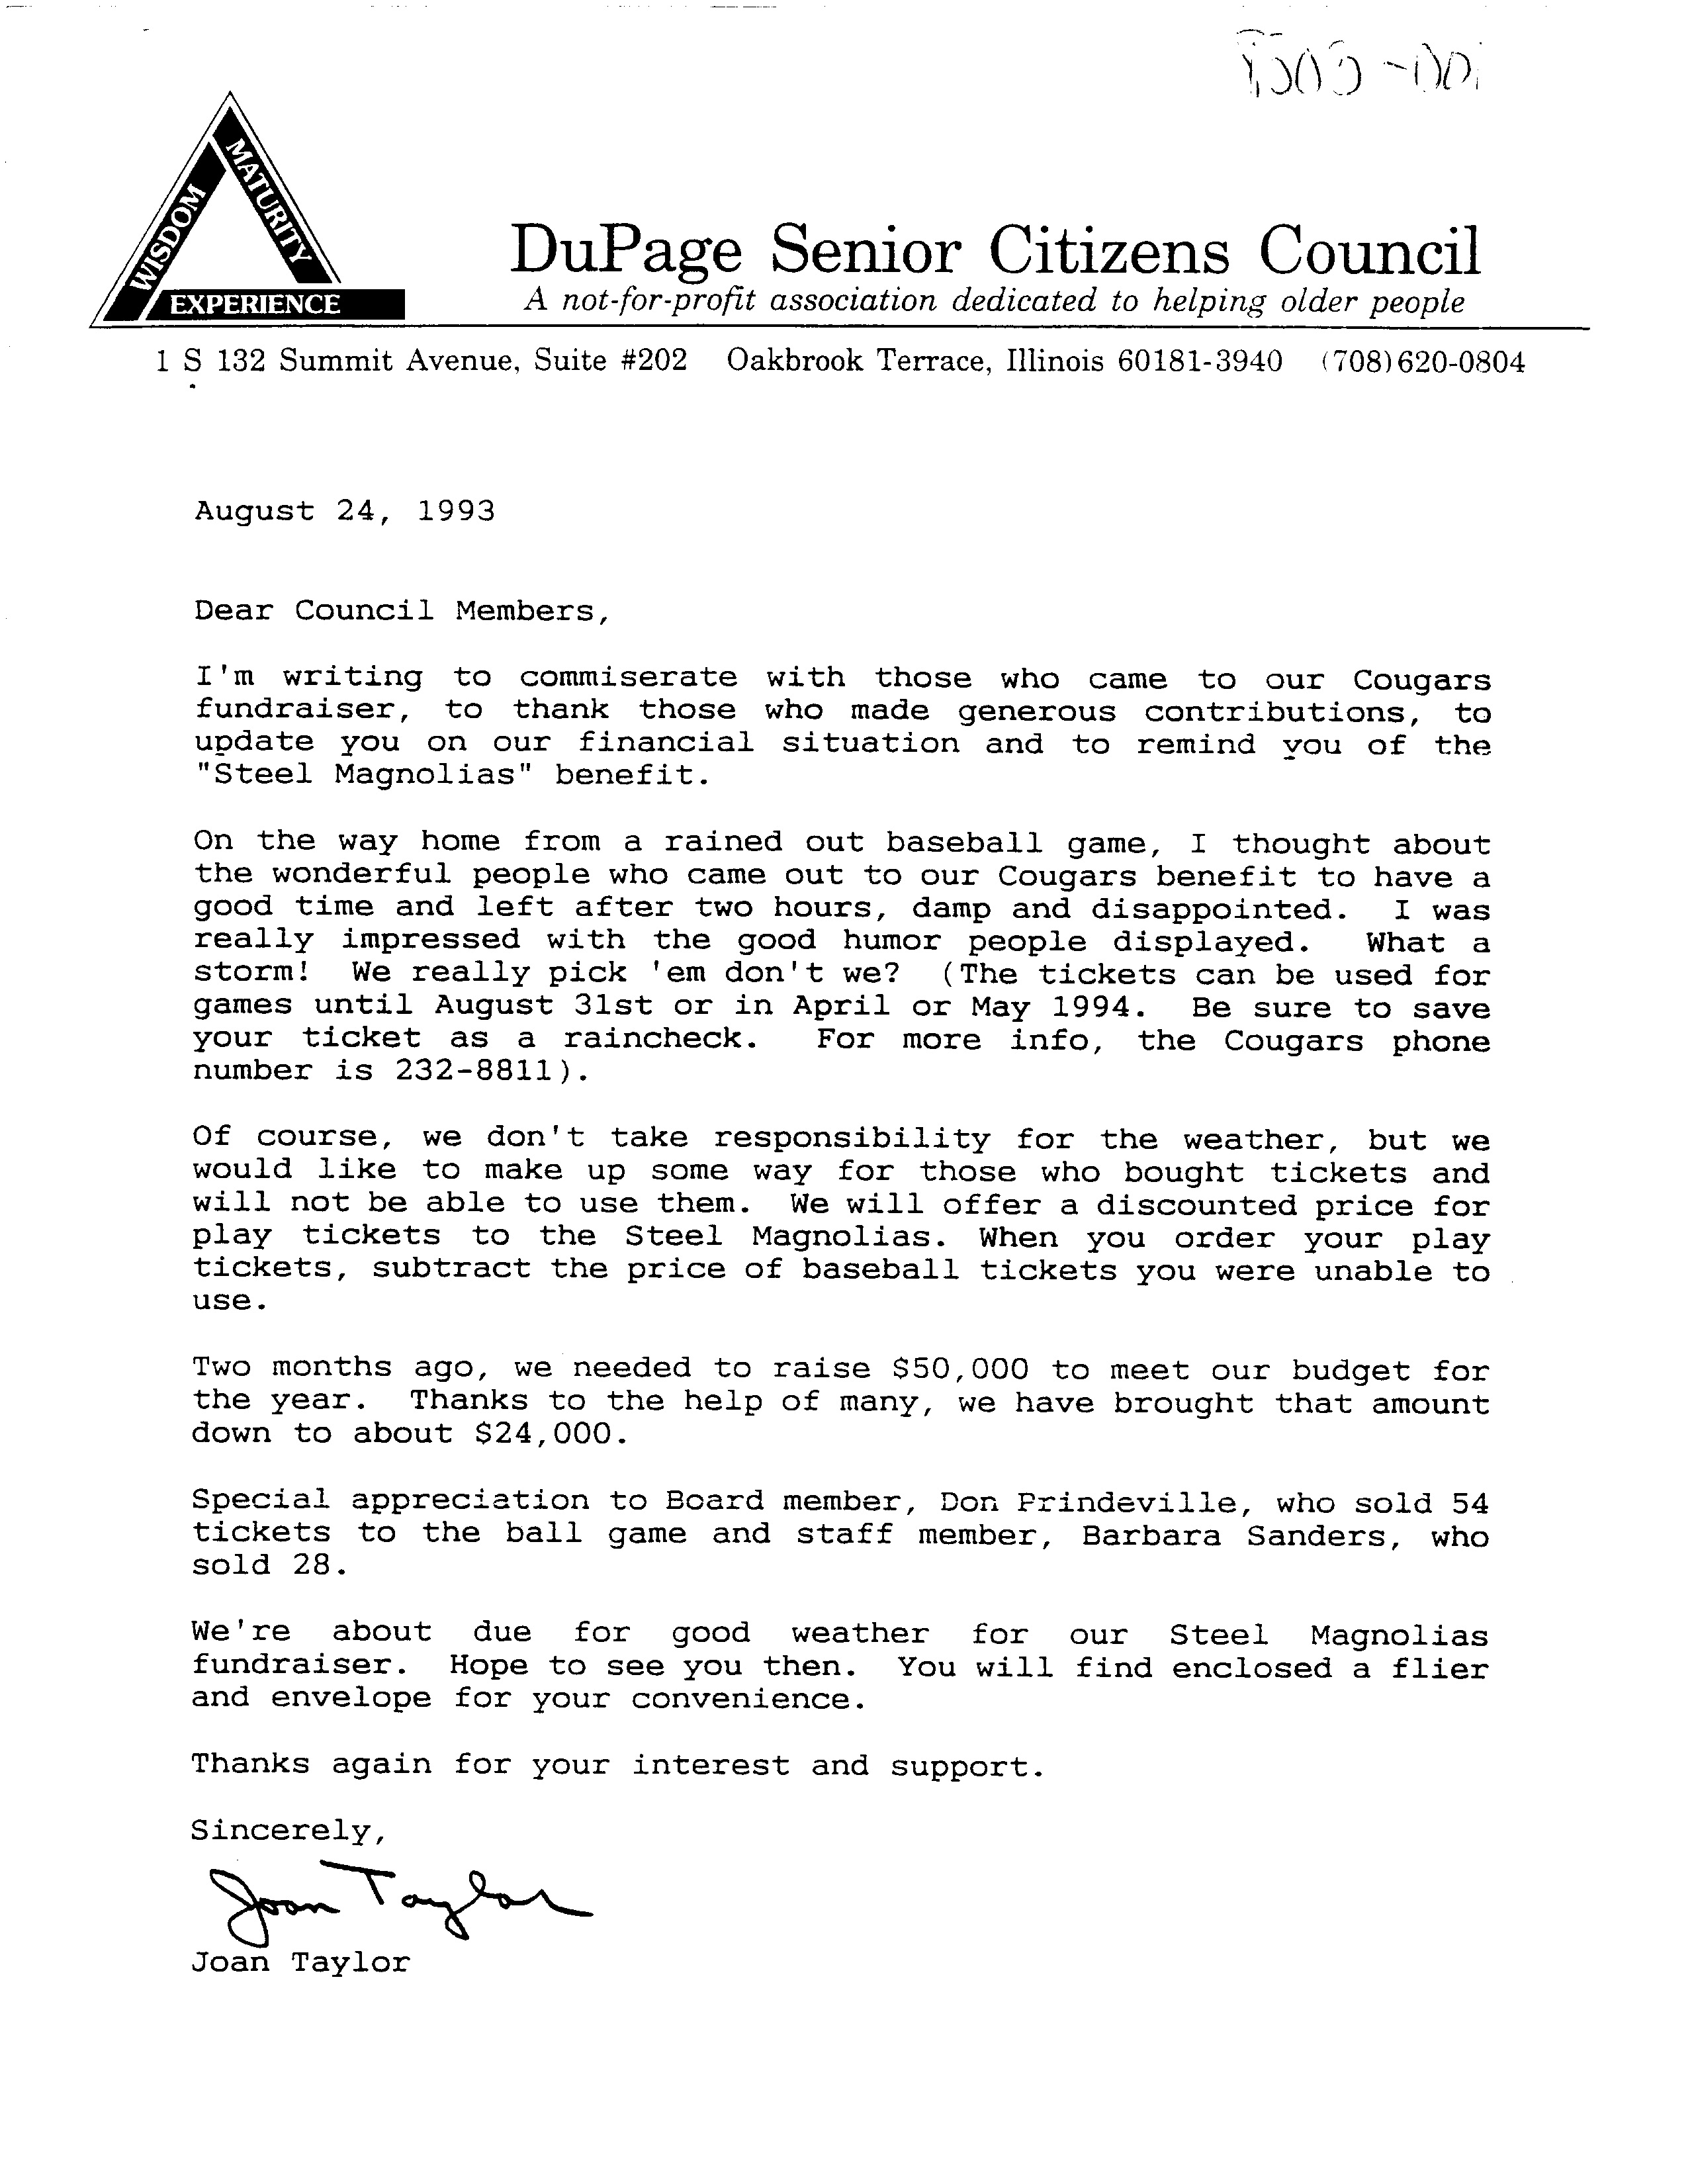 WISDOM
MATURITY
EXPERIENCE
DuPage Senior Citizens Council
A not-for-profit association dedicated to helping older people
1 S 132 Summit Avenue, Suite #202 Oakbrook Terrace, Illinois 60181-3940 (708)620-0804
August 24, 1993
Dear Council Members,
I'm writing to commiserate with those who came to our Cougars
fundraiser, to thank those who made generous contributions, to
update you on our financial situation and to remind you of the
"Steel Magnolias" benefit.
On the way home from a rained out baseball game, I thought about
the wonderful people who came out to our Cougars benefit to have a
good time and left after two hours, damp and disappointed. I was
really impressed with the good humor people displayed. What a
storm! We really pick 'em don't we? (The tickets can be used for
games until August 31st or in April or May 1994. Be sure to save
your ticket as a raincheck. For more info, the Cougars phone
number is 232-8811).
Of course, we don't take responsibility for the weather, but we
would like to make up some way for those who bought tickets and
will not be able to use them. We will offer a discounted price for
play tickets to the Steel Magnolias. When you order your play
tickets, subtract the price of baseball tickets you were unable to
use.
Two months ago, we needed to raise $50,000 to meet our budget for
the year. Thanks to the help of many, we have brought that amount
down to about $24,000.
Special appreciation to Board member, Don Prindeville, who sold 54
tickets to the ball game and staff member, Barbara Sanders, who
sold 28.
We're about due for good weather for our Steel Magnolias
fundraiser. Hope to see you then. You will find enclosed a flier
and envelope for your convenience.
Thanks again for your interest and support.
Sincerely,
Joan Taylor
Joan Taylor